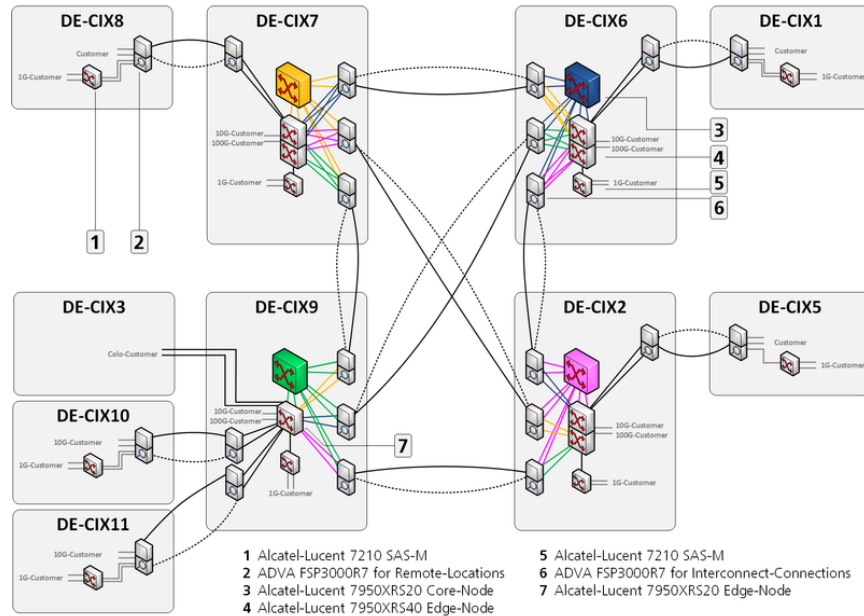 DE-CIX8
DE-CIX7
DE-CIX6
DE-CIX1
Customer
1G-Customer
10G-Customer
100G-Customer
1G-Customer
10G-Customer
100G-Customer
1G-Customer
Customer
1G-Customer
1
2
3
4
5
6
DE-CIX3
DE-CIX9
DE-CIX2
DE-CIX5
Colo-Customer
10G-Customer
100G-Customer
1G-Customer
10G-Customer
100G-Customer
1G-Customer
Customer
1G-Customer
7
DE-CIX10
10G-Customer
1G-Customer
DE-CIX11
10G-Customer
1G-Customer
1 Alcatel-Lucent 7210 SAS-M
2 ADVA FSP3000R7 for Remote-Locations
3 Alcatel-Lucent 7950XRS20 Core-Node
4 Alcatel-Lucent 7950XRS40 Edge-Node
5 Alcatel-Lucent 7210 SAS-M
6 ADVA FSP3000R7 for Interconnect-Connections
7 Alcatel-Lucent 7950XRS20 Edge-Node